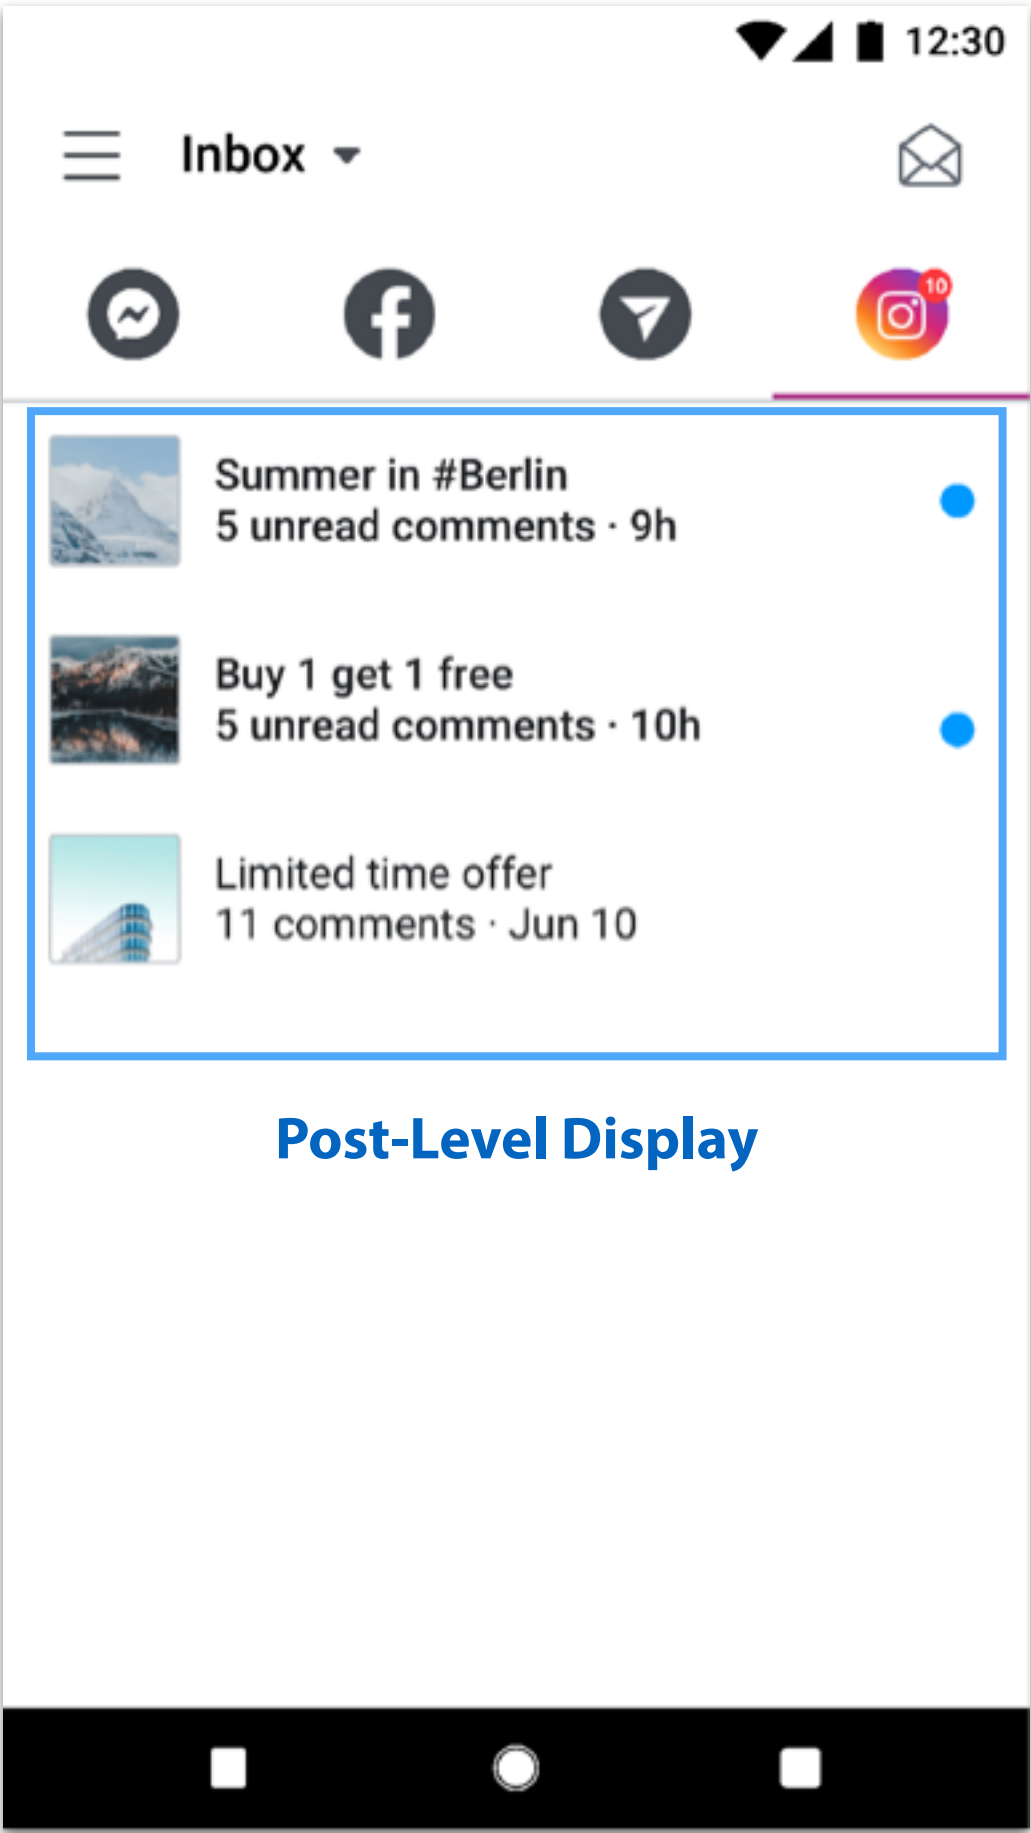 12:30
Inbox
10
Summer in #Berlin
5 unread comments · 9h
Buy 1 get 1 free
5 unread comments · 10h
Limited time offer
11 comments · Jun 10
Post-Level Display